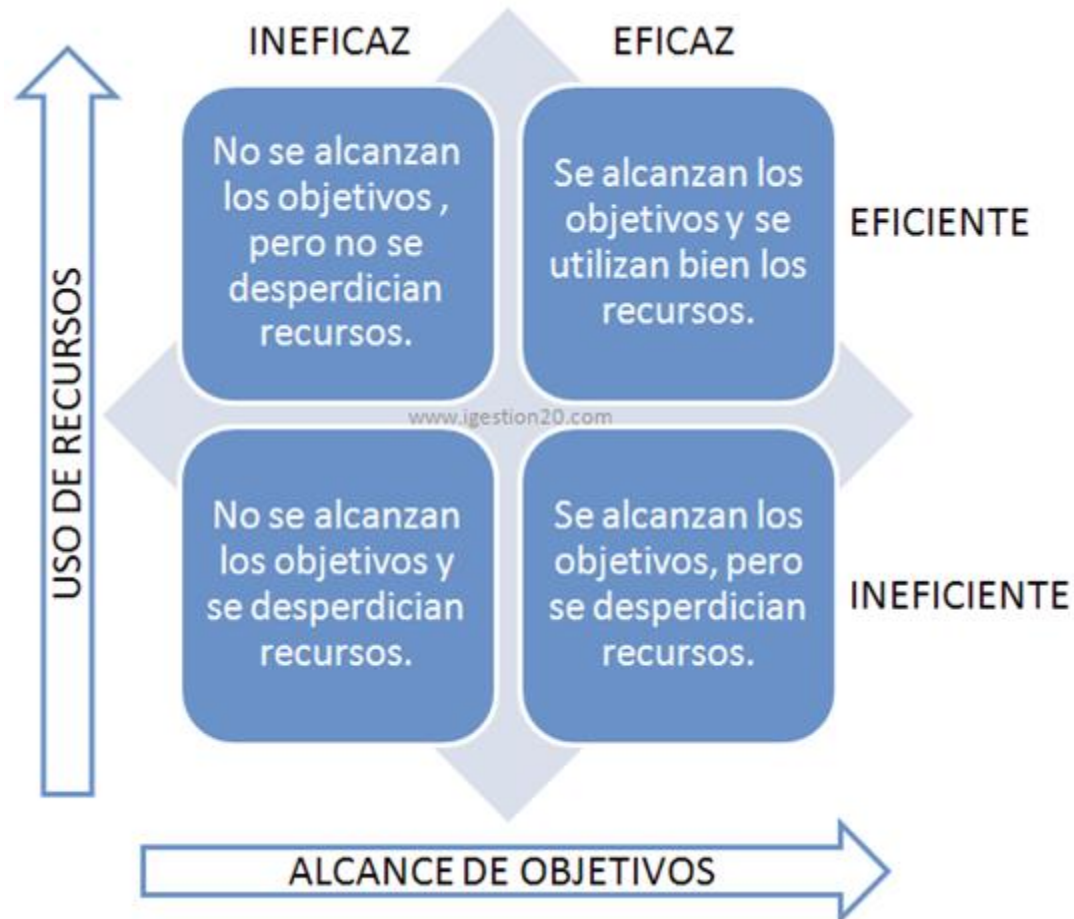 INEFICAZ
EFICAZ
No se alcanzan
los objetivos ,
pero no se
desperdician
recursos.
Se alcanzan los
objetivos y se
utilizan bien los
recursos.
EFICIENTE
USO DE RECURSOS
www.igestion20.com
No se alcanzan
los objetivos y
se desperdician
recursos.
Se alcanzan los
objetivos, pero
se desperdician
recursos.
INEFICIENTE
ALCANCE DE OBJETIVOS